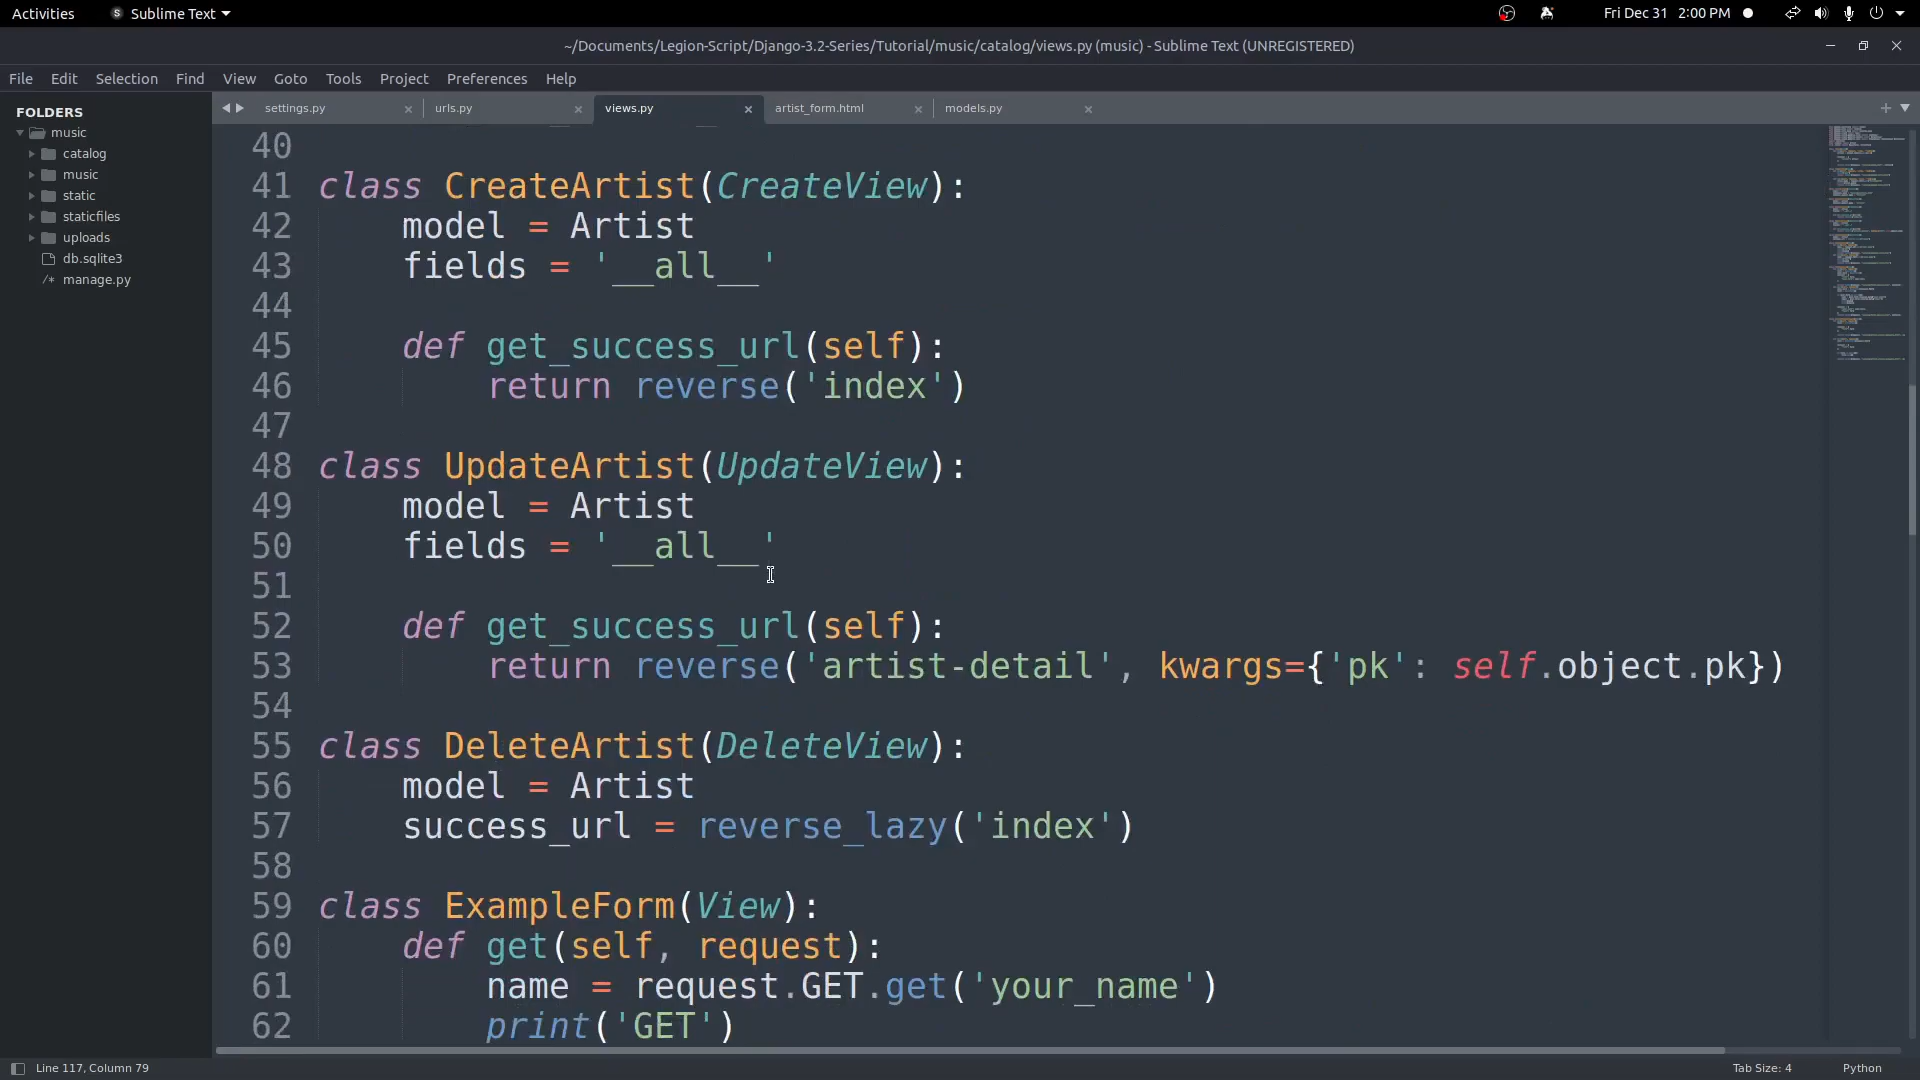 Activities Sublime Text Fri Dec 31 2:00 PM
~/Documents/Legion-Script/Django-3.2-Series/Tutorial/music/catalog/views.py (music) - Sublime Text (UNREGISTERED)
File Edit Selection Find View Goto Tools Project Preferences Help
FOLDERS
music
catalog
music
static
staticfiles
uploads
db.sqlite3
/* manage.py
settings.py urls.py views.py artist_form.html models.py
40
41 class CreateArtist(CreateView):
42 model = Artist
43 fields = '__all__'
44
45 def get_success_url(self):
46 return reverse('index')
47
48 class UpdateArtist(UpdateView):
49 model = Artist
50 fields = '__all__'
51
52 def get_success_url(self):
53 return reverse('artist-detail', kwargs={'pk': self.object.pk})
54
55 class DeleteArtist(DeleteView):
56 model = Artist
57 success_url = reverse_lazy('index')
58
59 class ExampleForm(View):
60 def get(self, request):
61 name = request.GET.get('your_name')
62 print('GET')
Line 117, Column 79 Tab Size: 4 Python